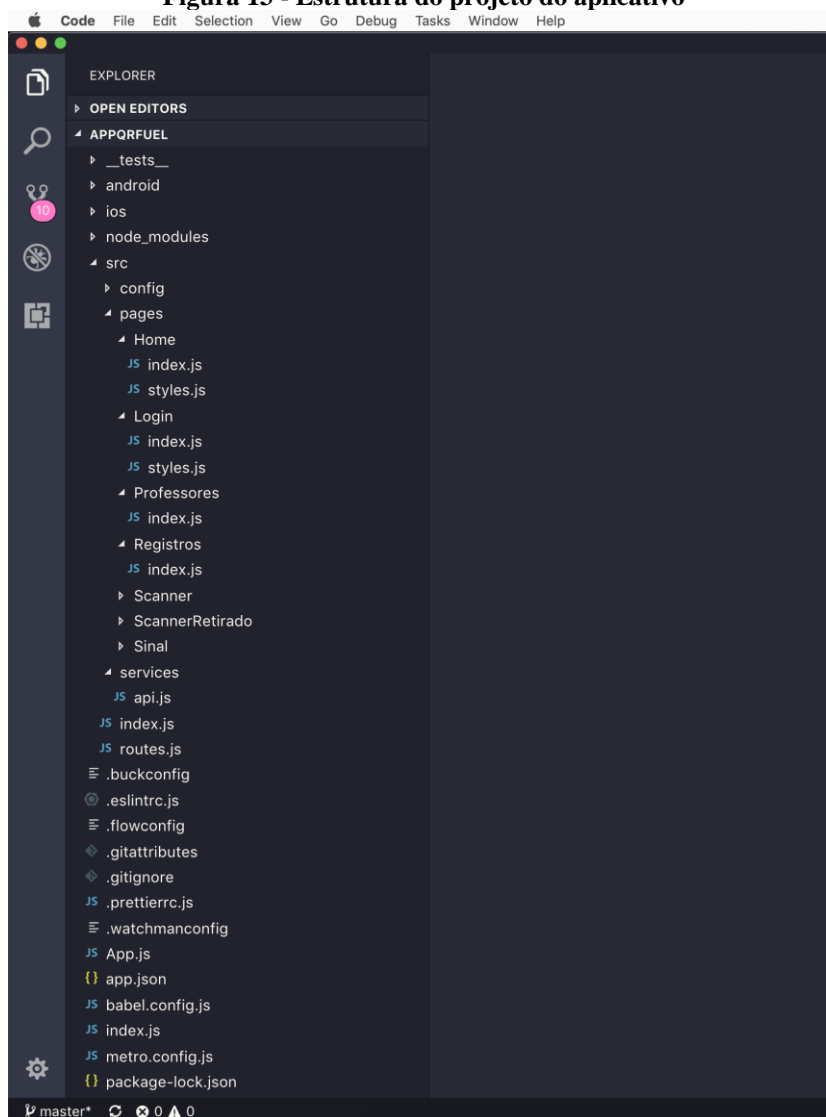 Figura 15 - Estrutura do projeto do aplicativo
Code File Edit Selection View Go Debug Tasks Window Help
EXPLORER
OPEN EDITORS
APPQRFUEL
__tests__
android
10
ios
node_modules
src
config
pages
Home
JS index.js
JS styles.js
Login
JS index.js
JS styles.js
Professores
JS index.js
Registros
JS index.js
Scanner
ScannerRetirado
Sinal
services
JS api.js
JS index.js
JS routes.js
.buckconfig
.eslintrc.js
.flowconfig
.gitattributes
.gitignore
JS .prettierrc.js
.watchmanconfig
JS App.js
{} app.json
JS babel.config.js
JS index.js
JS metro.config.js
{} package-lock.json
master* 0 0